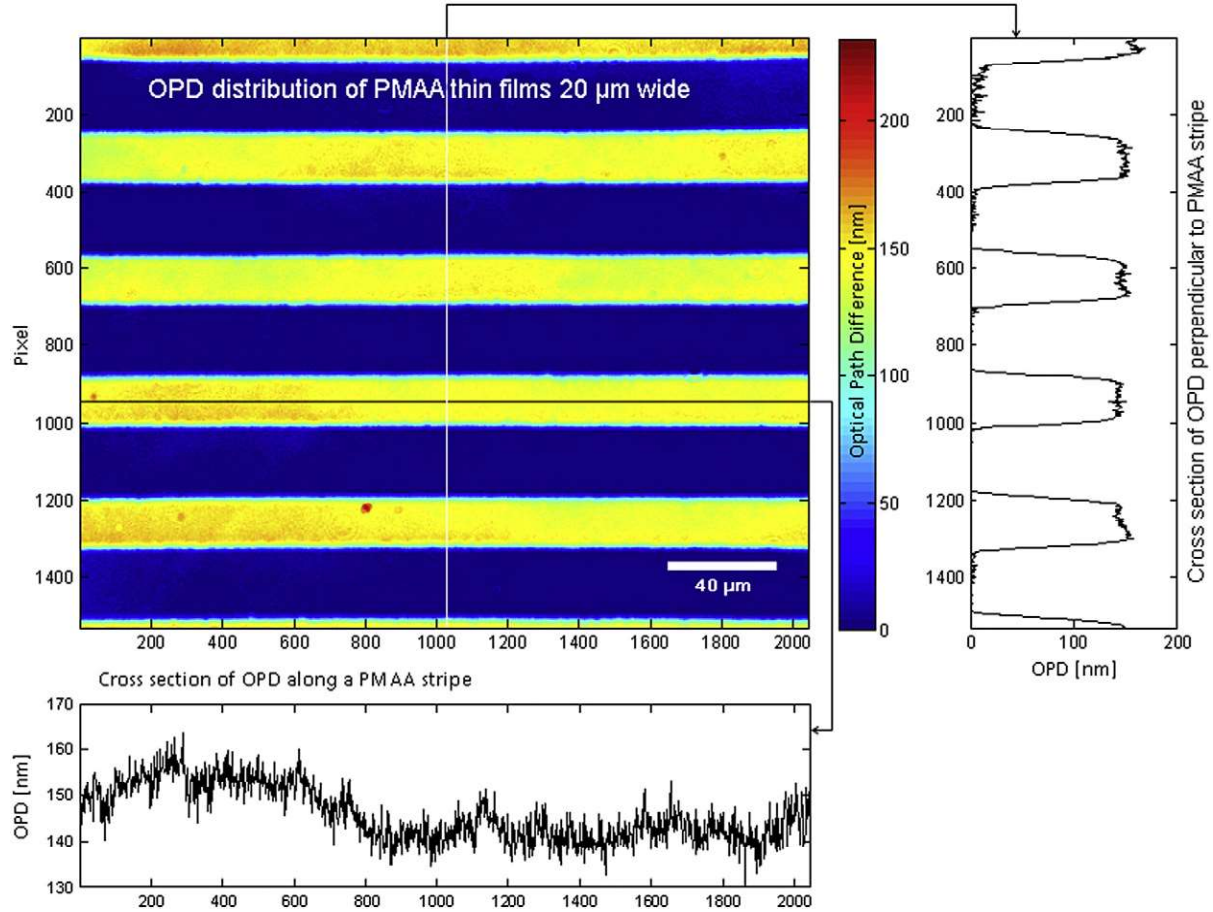 OPD distribution of PMAA thin films 20 µm wide
Pixel
200
400
600
800
1000
1200
1400
200 400 600 800 1000 1200 1400 1600 1800 2000
40 µm
Optical Path Difference [nm]
200
150
100
50
0
200
400
600
800
1000
1200
1400
0 100 200
OPD [nm]
Cross section of OPD perpendicular to PMAA stripe
Cross section of OPD along a PMAA stripe
OPD [nm]
170
160
150
140
130
200 400 600 800 1000 1200 1400 1600 1800 2000